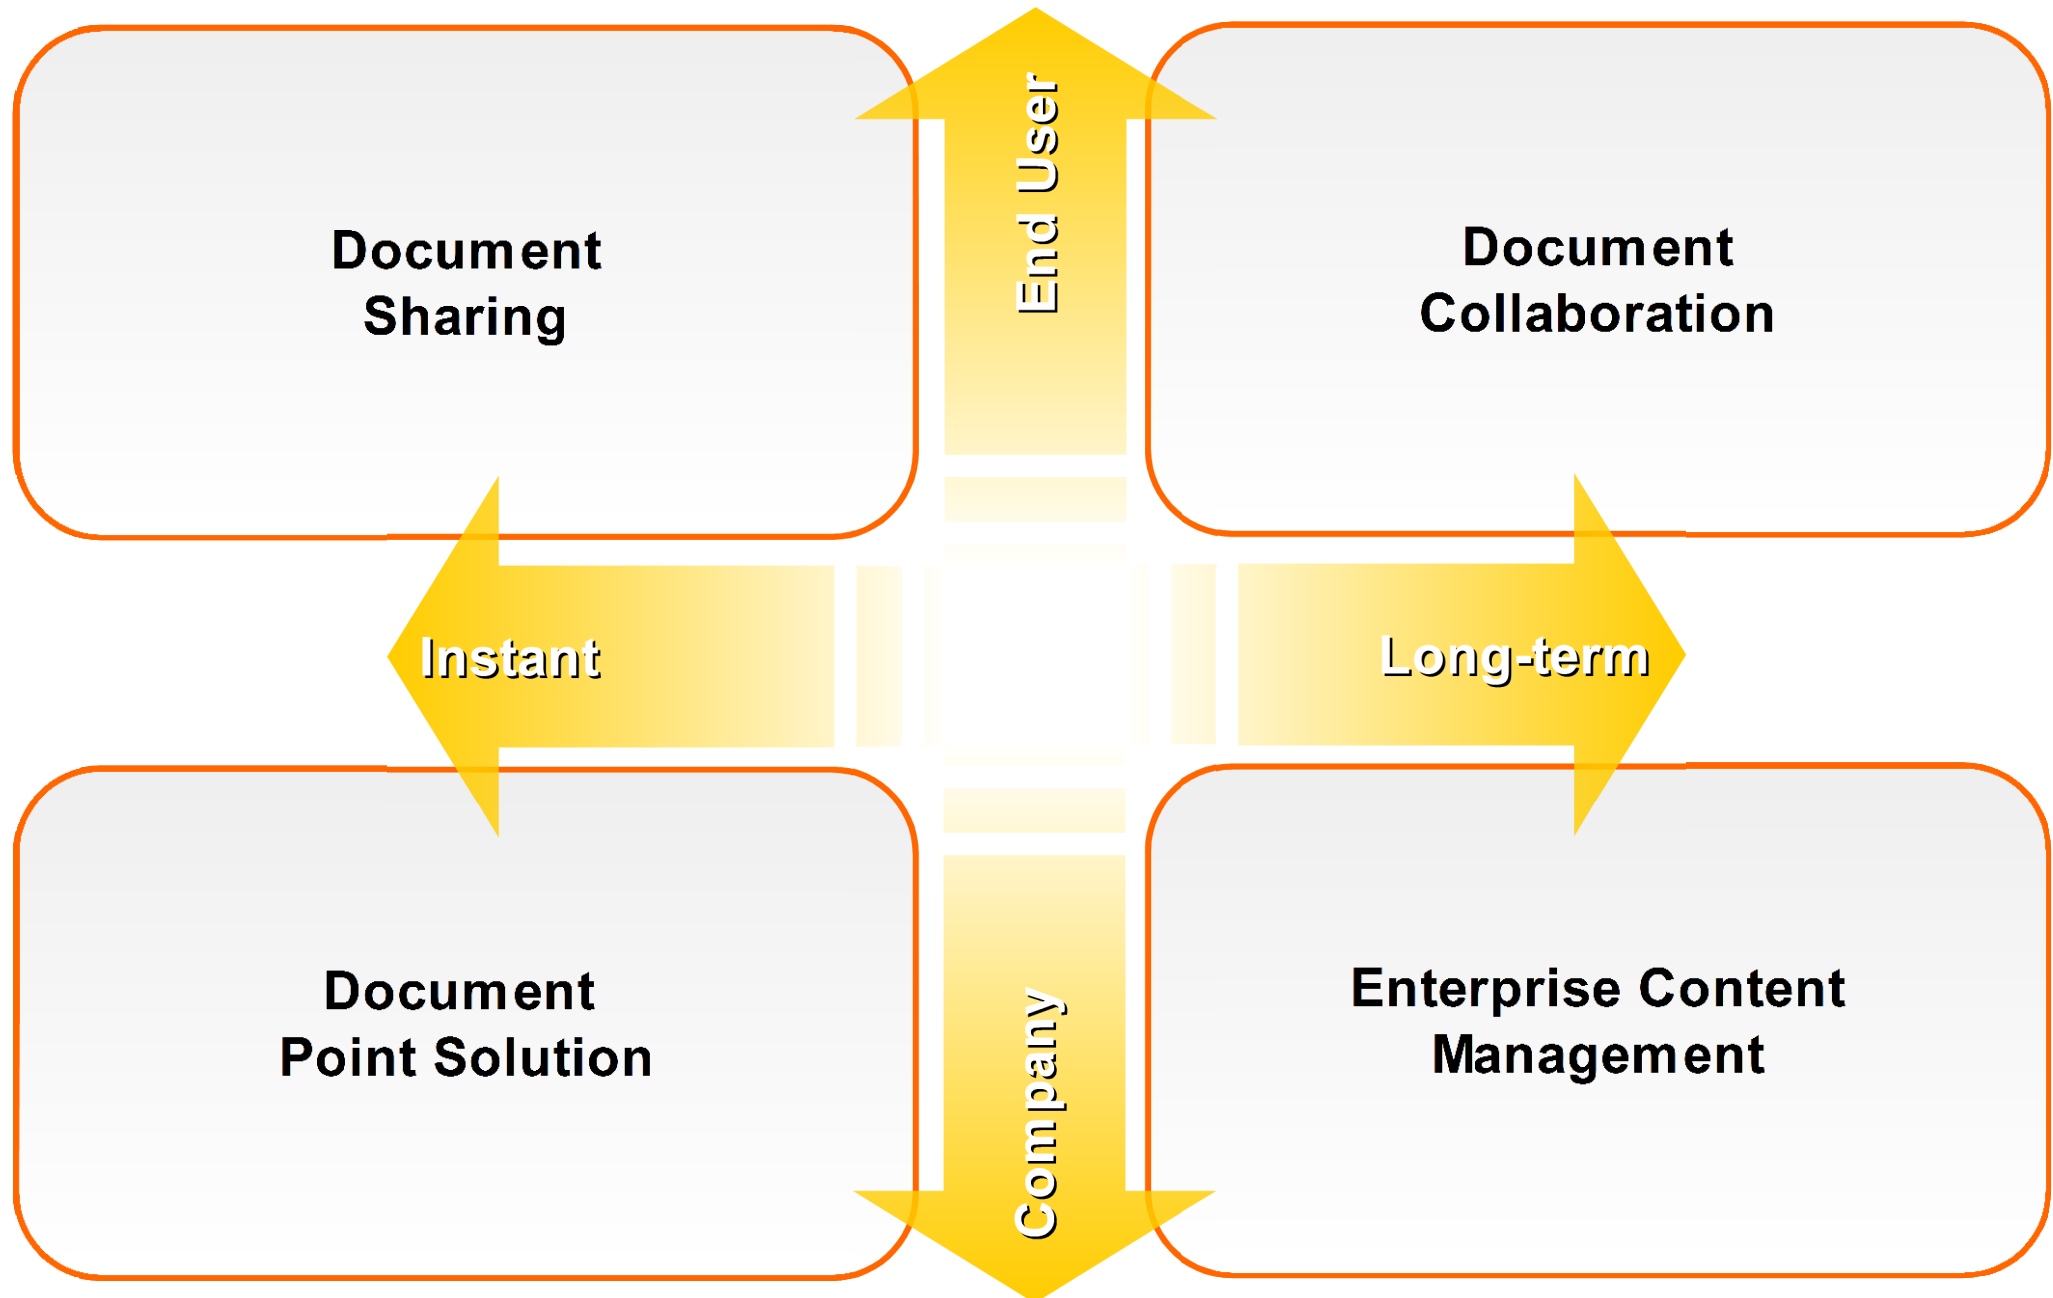 Document
Sharing
End User
Document
Collaboration
Instant
Long-term
Document
Point Solution
Company
Enterprise Content
Management